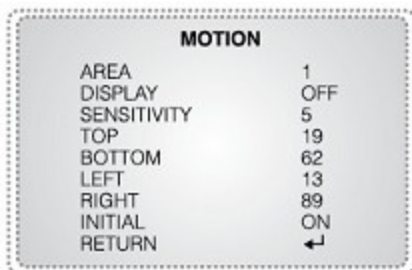 MOTION
AREA 1
DISPLAY OFF
SENSITIVITY 5
TOP 19
BOTTOM 62
LEFT 13
RIGHT 89
INITIAL ON
RETURN ↵